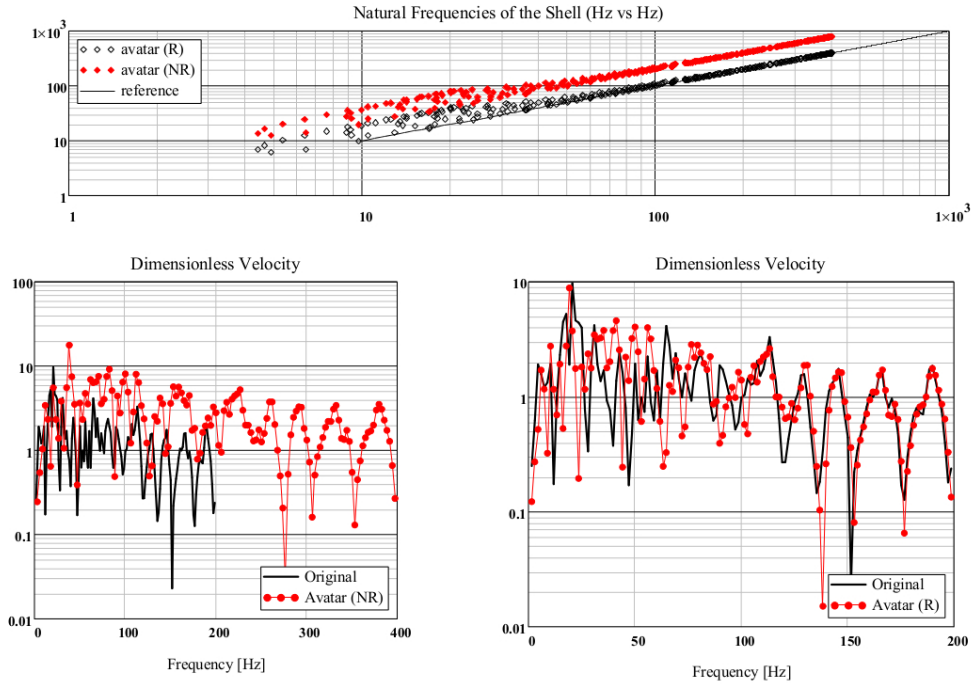 Natural Frequencies of the Shell (Hz vs Hz)
1×10³
100
10
1
avatar (R)
avatar (NR)
reference
1 10 100 1×10³
Dimensionless Velocity
100
10
1
0.1
0.01
Original
Avatar (NR)
0 100 200 300 400
Frequency [Hz]
Dimensionless Velocity
10
1
0.1
0.01
Original
Avatar (R)
0 50 100 150 200
Frequency [Hz]